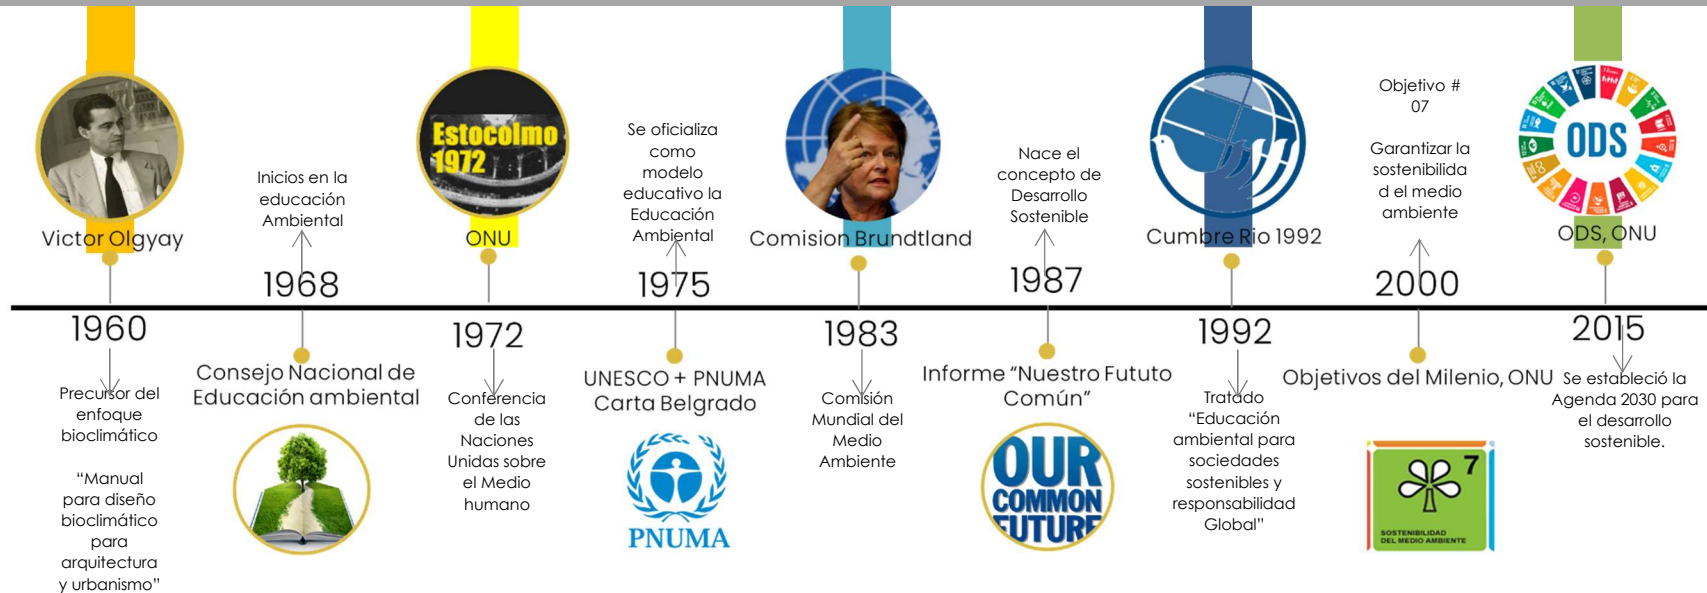 Victor Olgyay
1960
Precursor del
enfoque
bioclimático
“Manual
para diseño
bioclimático
para
arquitectura
y urbanismo”
Inicios en la
educación
Ambiental
1968
Consejo Nacional de
Educación ambiental
Estocolmo
1972
ONU
1972
Conferencia
de las
Naciones
Unidas sobre
el Medio
humano
Se oficializa
como
modelo
educativo la
Educación
Ambiental
1975
UNESCO + PNUMA
Carta Belgrado
PNUMA
Comision Brundtland
1983
Comisión
Mundial del
Medio
Ambiente
Nace el
concepto de
Desarrollo
Sostenible
1987
Informe “Nuestro Fututo
Común”
OUR
COMMON
FUTURE
Cumbre Rio 1992
1992
Tratado
“Educación
ambiental para
sociedades
sostenibles y
responsabilidad
Global”
Objetivo #
07
Garantizar la
sostenibilida
d el medio
ambiente
2000
Objetivos del Milenio, ONU
7
SOSTENIBILIDAD
DEL MEDIO AMBIENTE
ODS
ODS, ONU
2015
Se estableció la
Agenda 2030 para
el desarrollo
sostenible.